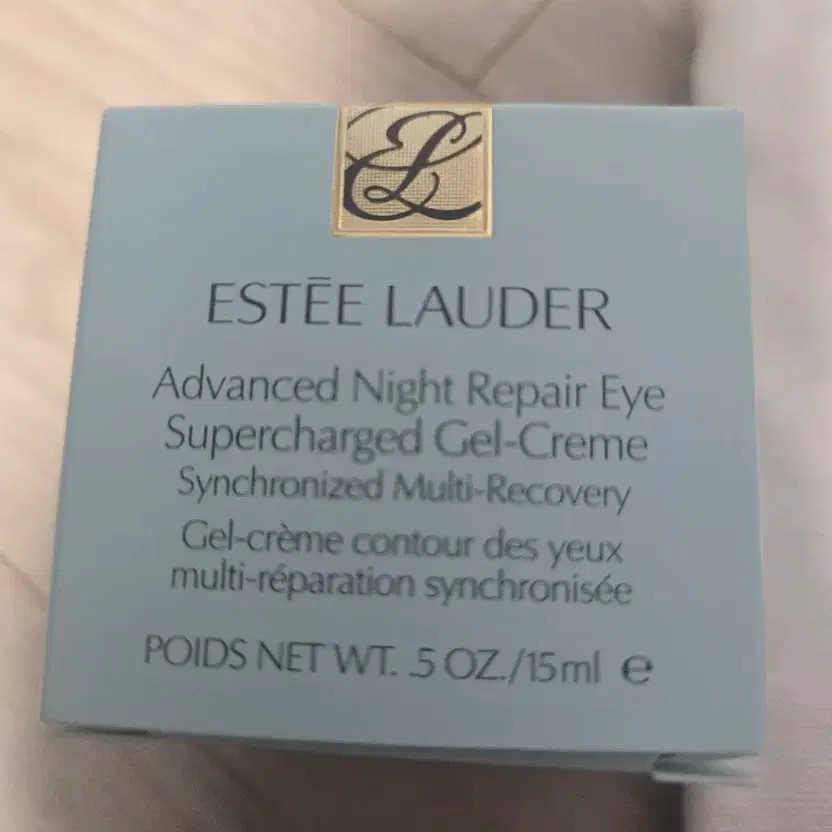 EL
ESTĒE LAUDER
Advanced Night Repair Eye
Supercharged Gel-Creme
Synchronized Multi-Recovery
Gel-crème contour des yeux
multi-réparation synchronisée
POIDS NET WT. .5 OZ./15ml ℮